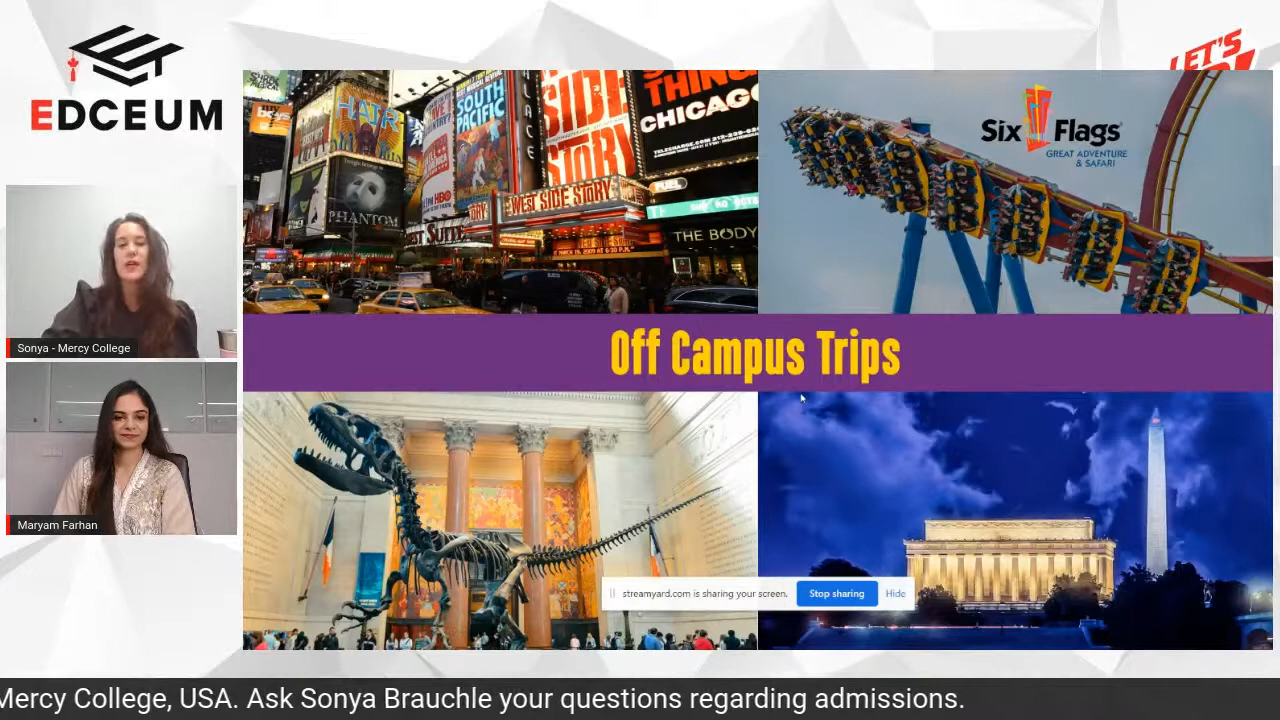 LET'S
EDCEUM
HAIR
SOUTH
PACIFIC
PHANTOM
SIDE
STORY
WEST SIDE STORY
THING
CHICAGO
THE BODY
Six Flags
GREAT ADVENTURE
& SAFARI
Sonya - Mercy College
Off Campus Trips
Maryam Farhan
streamyard.com is sharing your screen.
Stop sharing
Hide
Mercy College, USA. Ask Sonya Brauchle your questions regarding admissions.